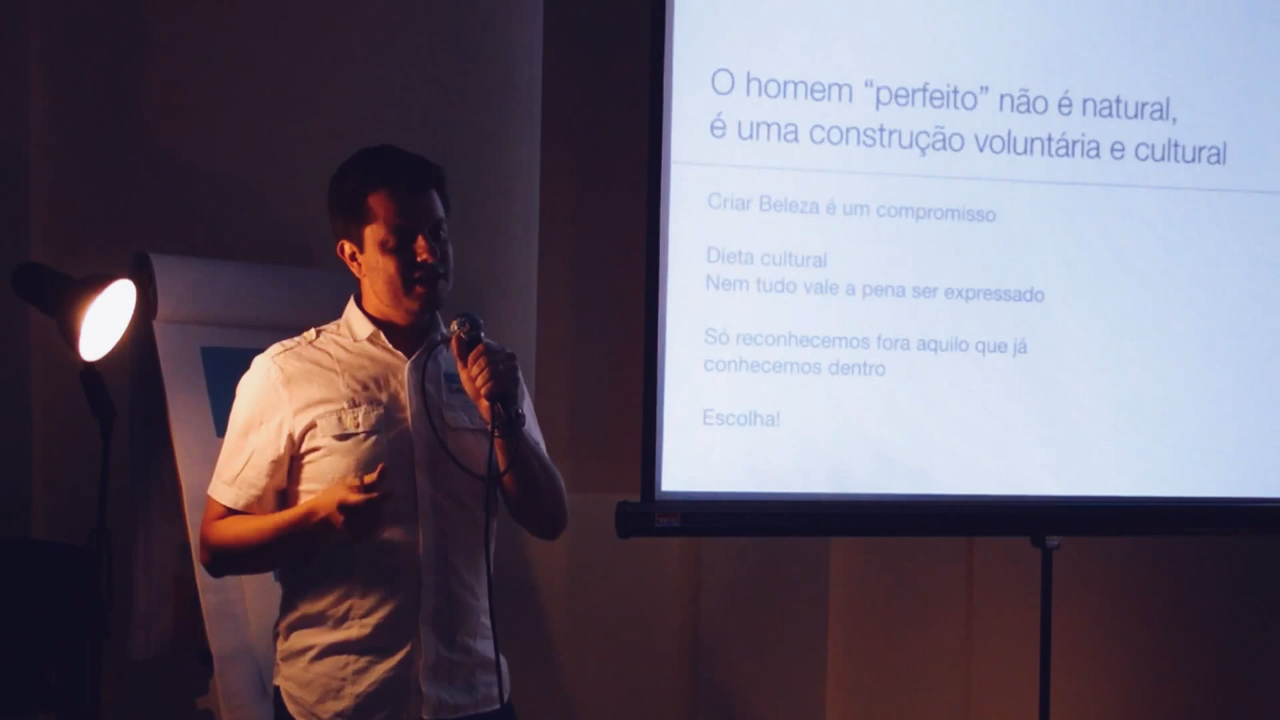 O homem “perfeito” não é natural,
é uma construção voluntária e cultural
Criar Beleza é um compromisso
Dieta cultural
Nem tudo vale a pena ser expressado
Só reconhecemos fora aquilo que já
conhecemos dentro
Escolha!